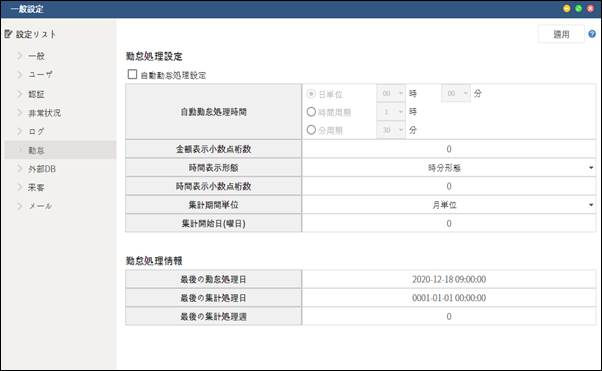 一般設定
設定リスト
適用
一般
ユーザ
認証
非常状況
ログ
勤怠
外部DB
来客
メール
勤怠処理設定
自動勤怠処理設定
自動勤怠処理時間
日単位 00 時 00 分
時間周期 1 時
分周期 30 分
金額表示小数点桁数 0
時間表示形態 時分形態
時間表示小数点桁数 0
集計期間単位 月単位
集計開始日(曜日) 0
勤怠処理情報
最後の勤怠処理日 2020-12-18 09:00:00
最後の集計処理日 0001-01-01 00:00:00
最後の集計処理週 0